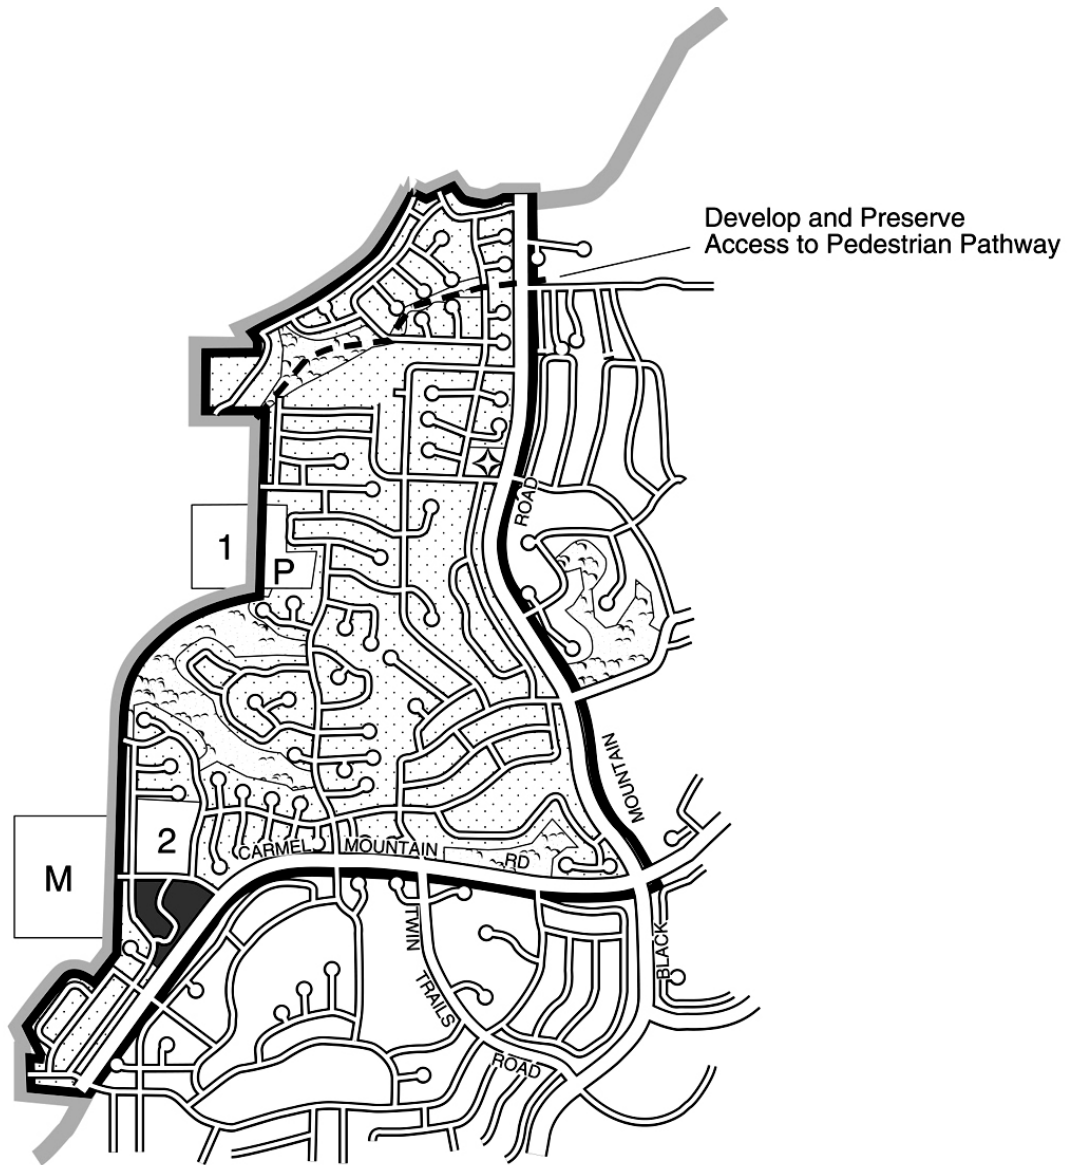 Develop and Preserve
Access to Pedestrian Pathway
ROAD
1
P
MOUNTAIN
2
CARMEL MOUNTAIN RD
M
TWIN
BLACK
TRAILS
ROAD